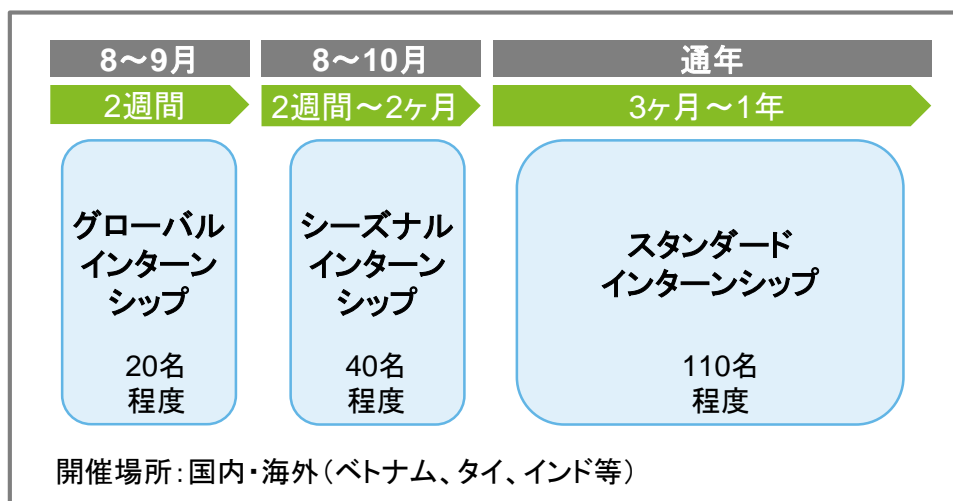 8～9月
8～10月
通年
2週間
2週間～2ヶ月
3ヶ月～1年
グローバル
インターン
シップ
20名
程度
シーズナル
インターン
シップ
40名
程度
スタンダード
インターンシップ
110名
程度
開催場所：国内・海外（ベトナム、タイ、インド等）